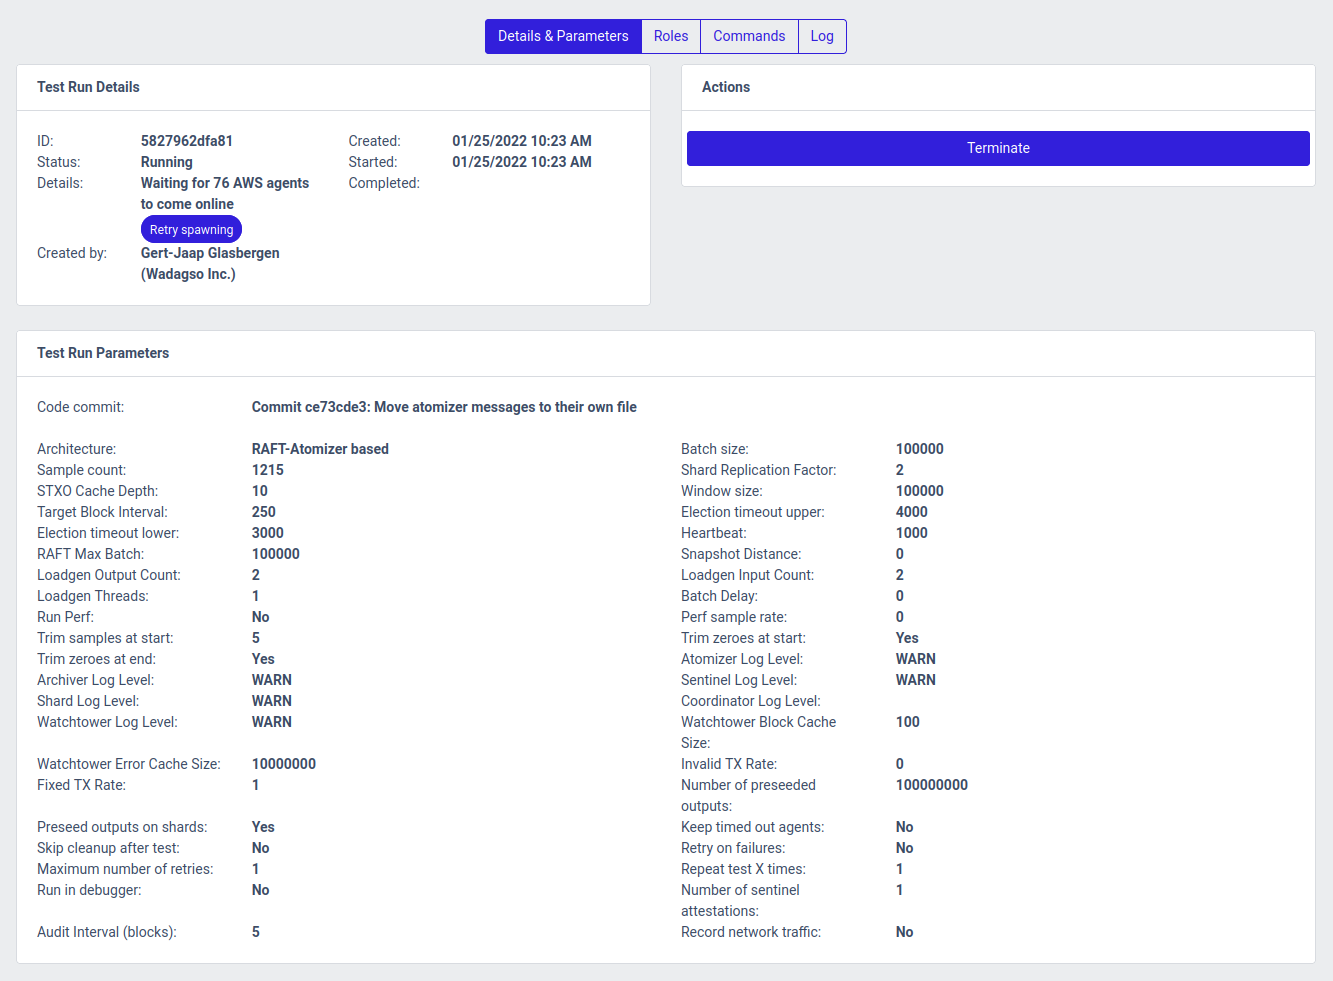 Details & Parameters Roles Commands Log
Test Run Details
ID: 5827962dfa81 Created: 01/25/2022 10:23 AM
Status: Running Started: 01/25/2022 10:23 AM
Details: Waiting for 76 AWS agents Completed:
to come online
Retry spawning
Created by: Gert-Jaap Glasbergen
(Wadagso Inc.)
Actions
Terminate
Test Run Parameters
Code commit: Commit ce73cde3: Move atomizer messages to their own file
Architecture: RAFT-Atomizer based Batch size: 100000
Sample count: 1215 Shard Replication Factor: 2
STXO Cache Depth: 10 Window size: 100000
Target Block Interval: 250 Election timeout upper: 4000
Election timeout lower: 3000 Heartbeat: 1000
RAFT Max Batch: 100000 Snapshot Distance: 0
Loadgen Output Count: 2 Loadgen Input Count: 2
Loadgen Threads: 1 Batch Delay: 0
Run Perf: No Perf sample rate: 0
Trim samples at start: 5 Trim zeroes at start: Yes
Trim zeroes at end: Yes Atomizer Log Level: WARN
Archiver Log Level: WARN Sentinel Log Level: WARN
Shard Log Level: WARN Coordinator Log Level:
Watchtower Log Level: WARN Watchtower Block Cache 100
Size:
Watchtower Error Cache Size: 10000000 Invalid TX Rate: 0
Fixed TX Rate: 1 Number of preseeded 100000000
outputs:
Preseed outputs on shards: Yes Keep timed out agents: No
Skip cleanup after test: No Retry on failures: No
Maximum number of retries: 1 Repeat test X times: 1
Run in debugger: No Number of sentinel 1
attestations:
Audit Interval (blocks): 5 Record network traffic: No